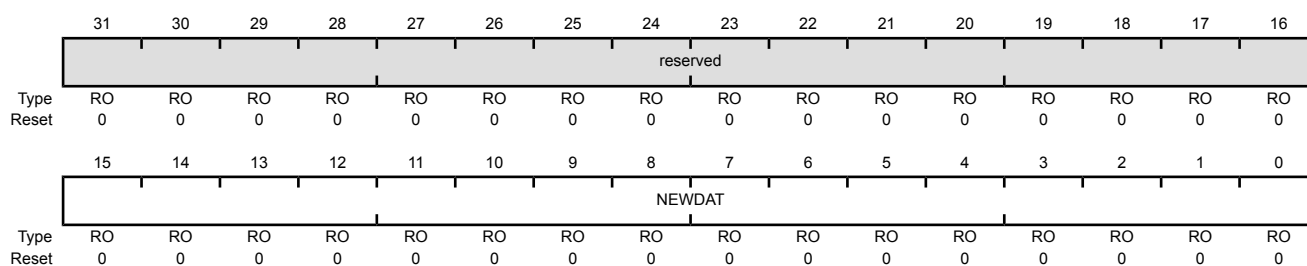 31 30 29 28 27 26 25 24 23 22 21 20 19 18 17 16
reserved
Type RO RO RO RO RO RO RO RO RO RO RO RO RO RO RO RO
Reset 0 0 0 0 0 0 0 0 0 0 0 0 0 0 0 0
15 14 13 12 11 10 9 8 7 6 5 4 3 2 1 0
NEWDAT
Type RO RO RO RO RO RO RO RO RO RO RO RO RO RO RO RO
Reset 0 0 0 0 0 0 0 0 0 0 0 0 0 0 0 0